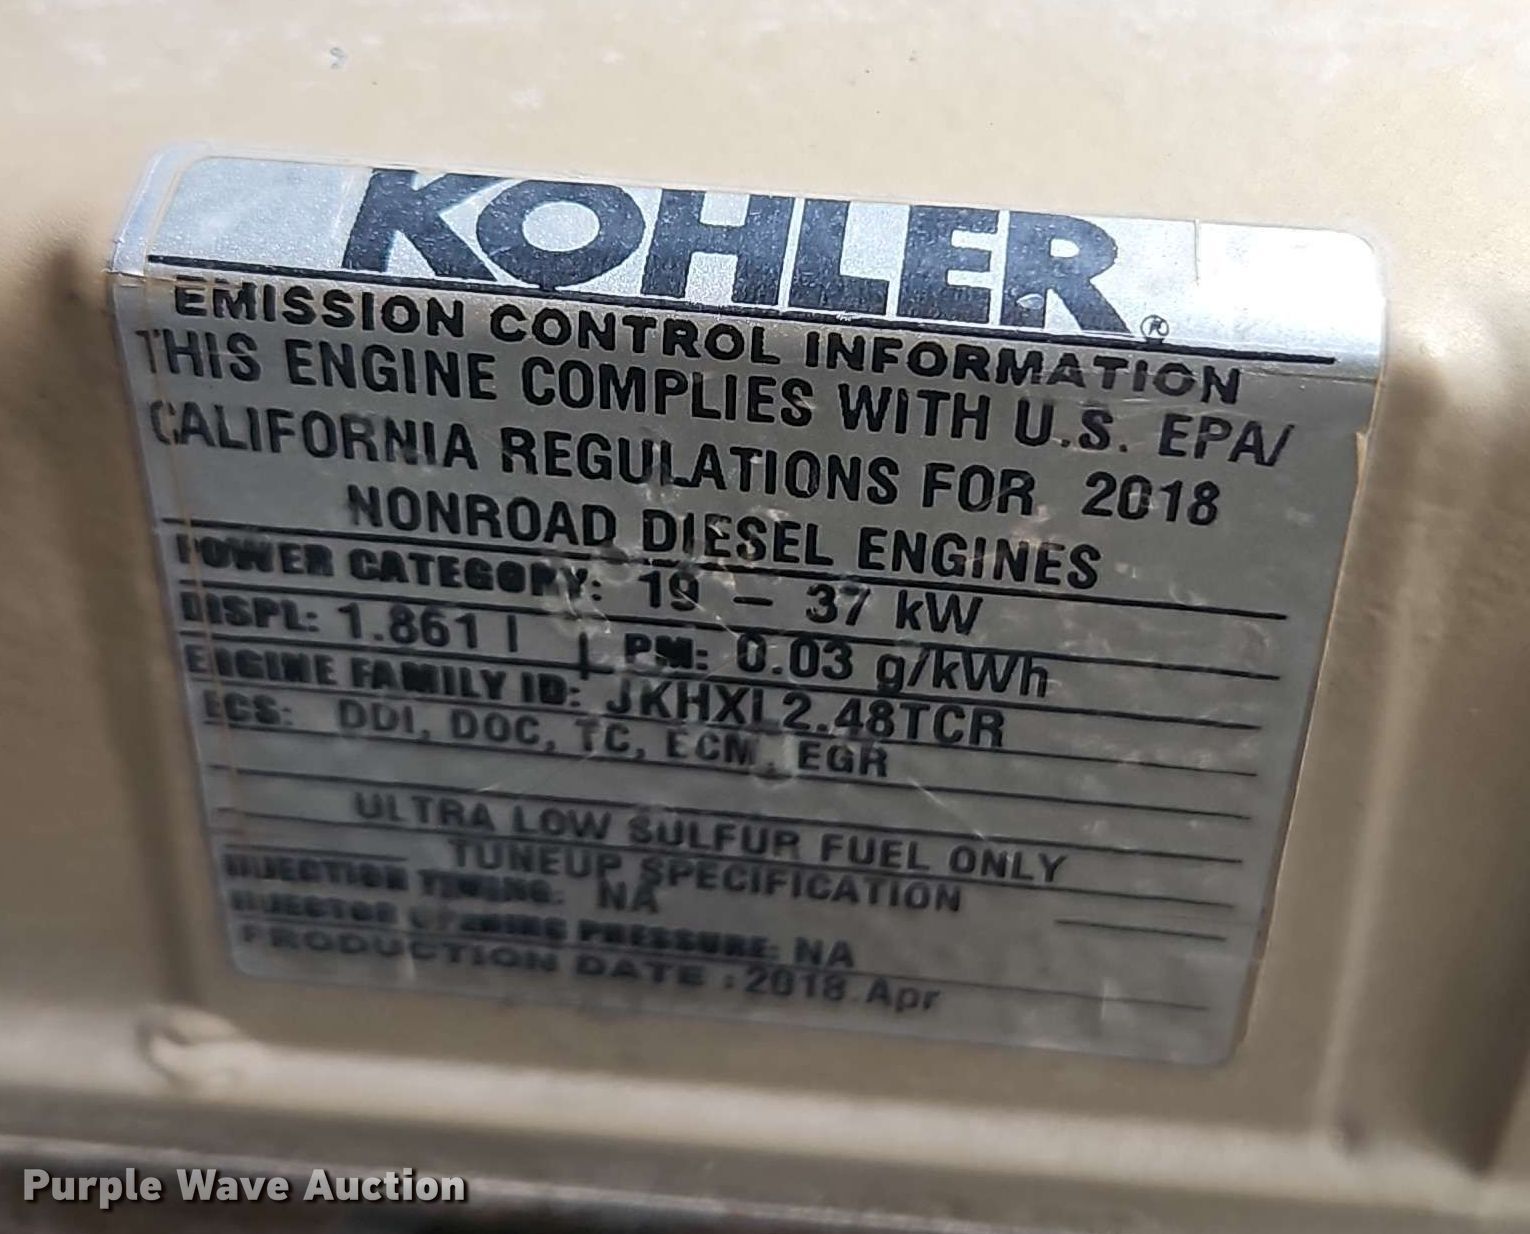 KOHLER®
EMISSION CONTROL INFORMATION
THIS ENGINE COMPLIES WITH U.S. EPA/
CALIFORNIA REGULATIONS FOR 2018
NONROAD DIESEL ENGINES
POWER CATEGORY: 19 – 37 kW
DISPL: 1.861 l PM: 0.03 g/kWh
ENGINE FAMILY ID: JKHXL2.48TCR
ECS: DDI, DOC, TC, ECM, EGR
ULTRA LOW SULFUR FUEL ONLY
TUNEUP SPECIFICATION
INJECTION TIMING: NA
INJECTOR OPENING PRESSURE: NA
PRODUCTION DATE : 2018 Apr
Purple Wave Auction